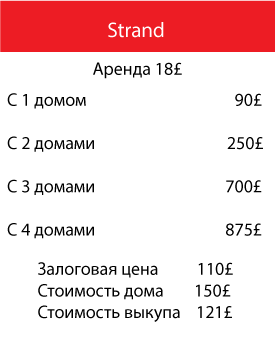 Strand
Аренда 18£
С 1 домом 90£
С 2 домами 250£
С 3 домами 700£
С 4 домами 875£
Залоговая цена 110£
Стоимость дома 150£
Стоимость выкупа 121£